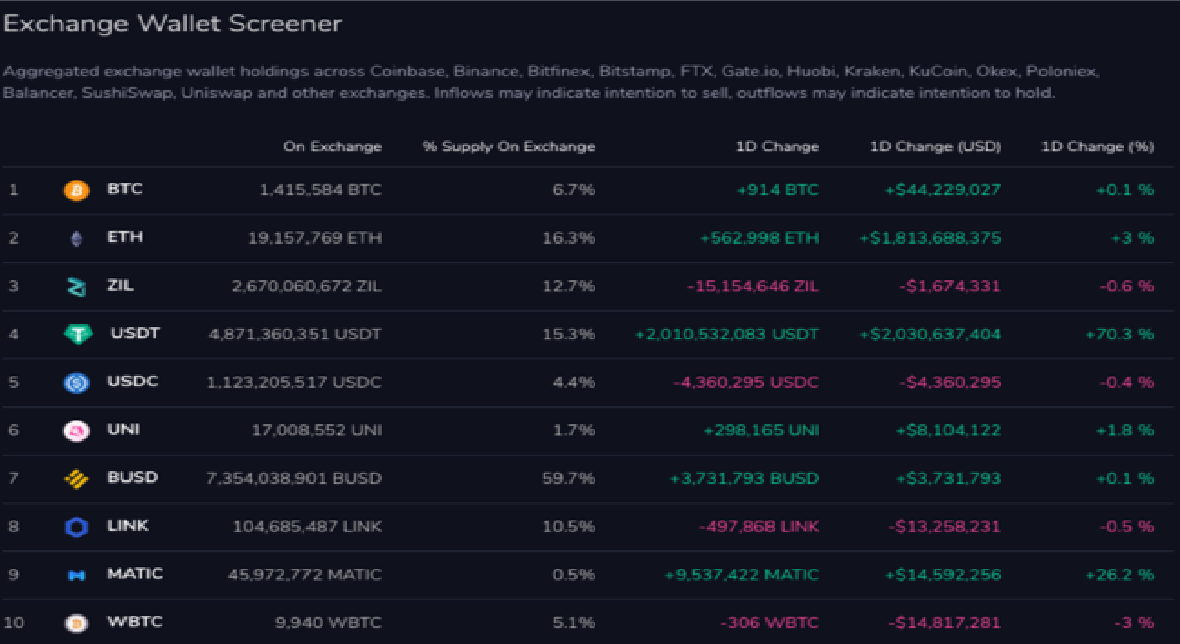 Exchange Wallet Screener
Aggregated exchange wallet holdings across Coinbase, Binance, Bitfinex, Bitstamp, FTX, Gate.io, Huobi, Kraken, KuCoin, Okex, Poloniex,
Balancer, SushiSwap, Uniswap and other exchanges. Inflows may indicate intention to sell, outflows may indicate intention to hold.
On Exchange % Supply On Exchange 1D Change 1D Change (USD) 1D Change (%)
1 BTC 1,415,584 BTC 6.7% +914 BTC +$44,229,027 +0.1 %
2 ETH 19,157,769 ETH 16.3% +562,998 ETH +$1,813,688,375 +3 %
3 ZIL 2,670,060,672 ZIL 12.7% -15,154,646 ZIL -$1,674,331 -0.6 %
4 USDT 4,871,360,351 USDT 15.3% +2,010,532,083 USDT +$2,030,637,404 +70.3 %
5 USDC 1,123,205,517 USDC 4.4% -4,360,295 USDC -$4,360,295 -0.4 %
6 UNI 17,008,552 UNI 1.7% +298,165 UNI +$8,104,122 +1.8 %
7 BUSD 7,354,038,901 BUSD 59.7% +3,731,793 BUSD +$3,731,793 +0.1 %
8 LINK 104,685,487 LINK 10.5% -497,868 LINK -$13,258,231 -0.5 %
9 MATIC 45,972,772 MATIC 0.5% +9,537,422 MATIC +$14,592,256 +26.2 %
10 WBTC 9,940 WBTC 5.1% -306 WBTC -$14,817,281 -3 %